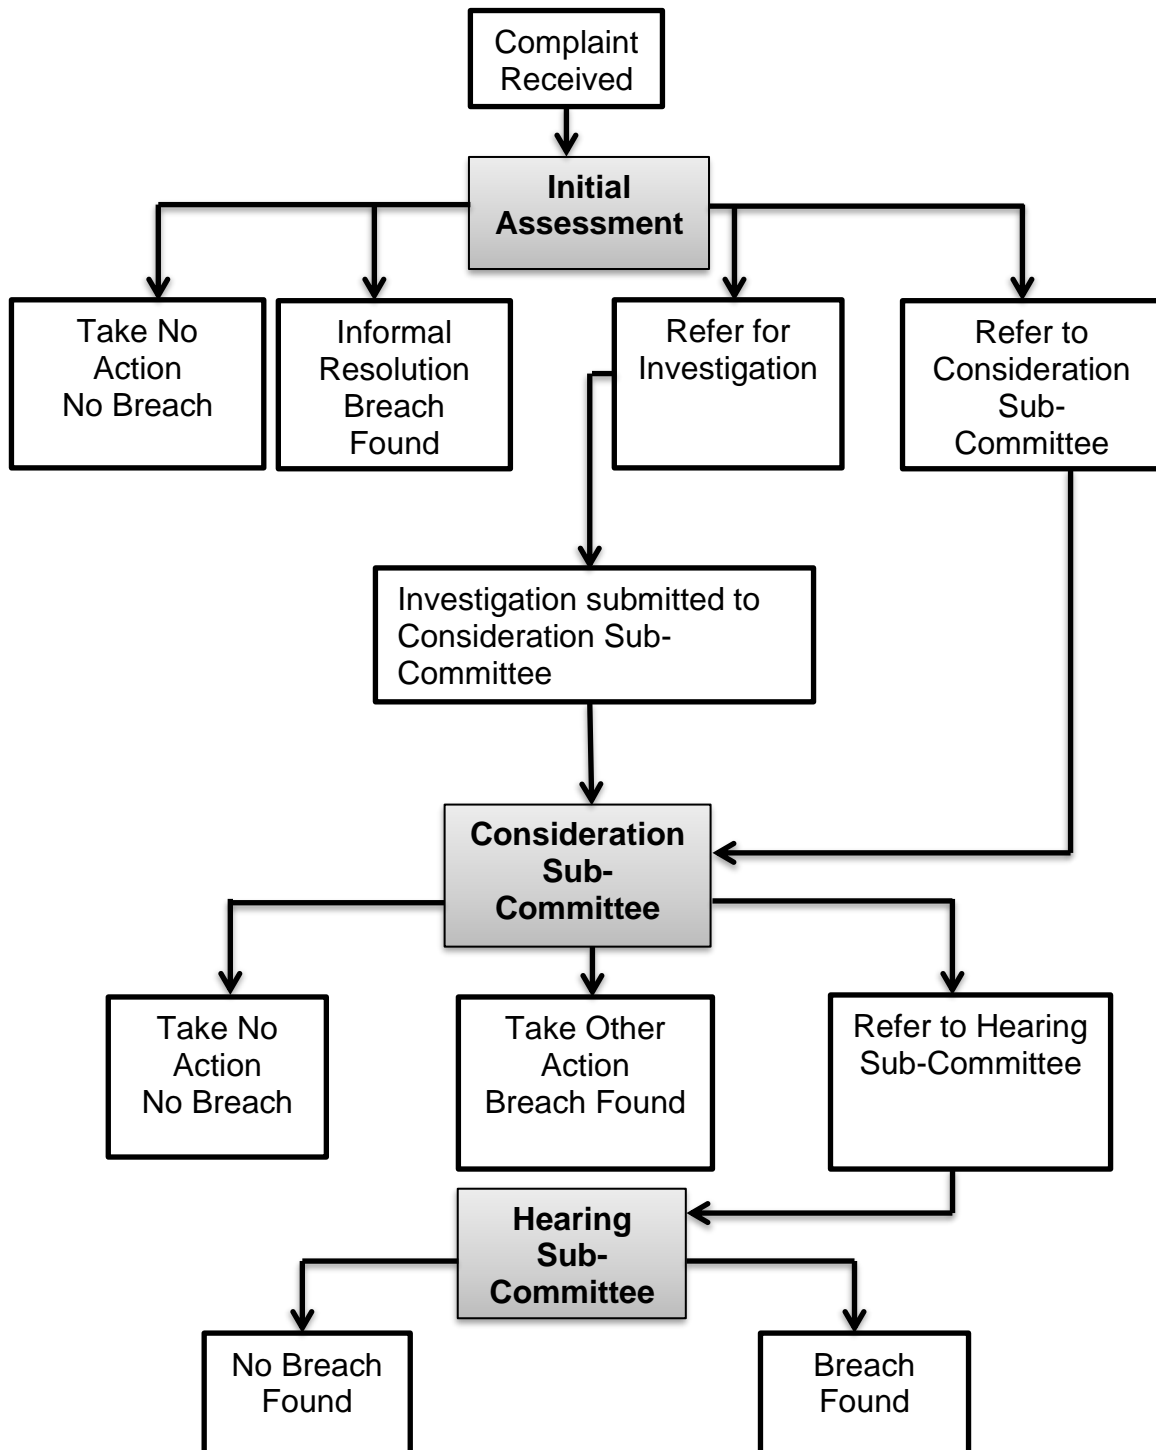 Complaint
Received
Initial
Assessment
Take No
Action
No Breach
Informal
Resolution
Breach
Found
Refer for
Investigation
Refer to
Consideration
Sub-
Committee
Investigation submitted to
Consideration Sub-
Committee
Consideration
Sub-
Committee
Take No
Action
No Breach
Take Other
Action
Breach Found
Refer to Hearing
Sub-Committee
Hearing
Sub-
Committee
No Breach
Found
Breach
Found